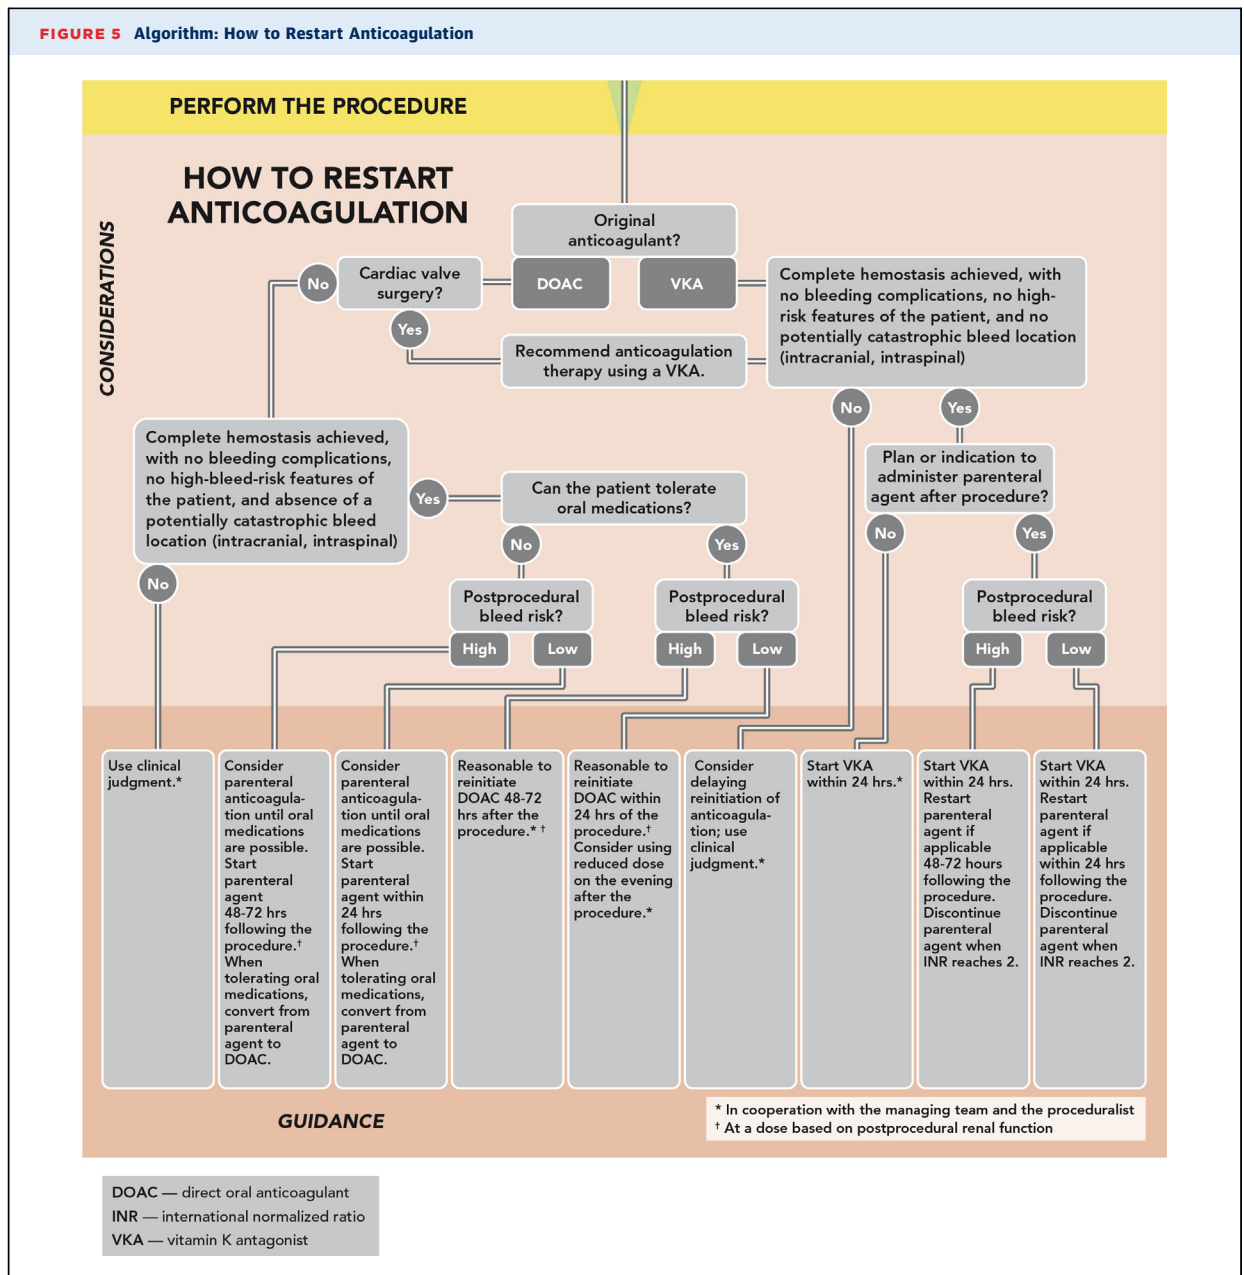 FIGURE 5 Algorithm: How to Restart Anticoagulation
PERFORM THE PROCEDURE
HOW TO RESTART
ANTICOAGULATION
CONSIDERATIONS
Original
anticoagulant?
DOAC
VKA
Cardiac valve
surgery?
No
Yes
Recommend anticoagulation
therapy using a VKA.
Complete hemostasis achieved, with
no bleeding complications, no high-
risk features of the patient, and no
potentially catastrophic bleed location
(intracranial, intraspinal)
No
Yes
Complete hemostasis achieved,
with no bleeding complications,
no high-bleed-risk features of
the patient, and absence of a
potentially catastrophic bleed
location (intracranial, intraspinal)
Yes
No
Can the patient tolerate
oral medications?
No
Yes
Plan or indication to
administer parenteral
agent after procedure?
No
Yes
Postprocedural
bleed risk?
High
Low
Postprocedural
bleed risk?
High
Low
Postprocedural
bleed risk?
High
Low
Use clinical
judgment.*
Consider
parenteral
anticoagula-
tion until oral
medications
are possible.
Start
parenteral
agent
48-72 hrs
following the
procedure.†
When
tolerating oral
medications,
convert from
parenteral
agent to
DOAC.
Consider
parenteral
anticoagula-
tion until oral
medications
are possible.
Start
parenteral
agent within
24 hrs
following the
procedure.†
When
tolerating oral
medications,
convert from
parenteral
agent to
DOAC.
Reasonable to
reinitiate
DOAC 48-72
hrs after the
procedure.* †
Reasonable to
reinitiate
DOAC within
24 hrs of the
procedure.†
Consider using
reduced dose
on the evening
after the
procedure.*
Consider
delaying
reinitiation of
anticoagula-
tion; use
clinical
judgment.*
Start VKA
within 24 hrs.*
Start VKA
within 24 hrs.
Restart
parenteral
agent if
applicable
48-72 hours
following the
procedure.
Discontinue
parenteral
agent when
INR reaches 2.
Start VKA
within 24 hrs.
Restart
parenteral
agent if
applicable
within 24 hrs
following the
procedure.
Discontinue
parenteral
agent when
INR reaches 2.
GUIDANCE
* In cooperation with the managing team and the proceduralist
† At a dose based on postprocedural renal function
DOAC — direct oral anticoagulant
INR — international normalized ratio
VKA — vitamin K antagonist